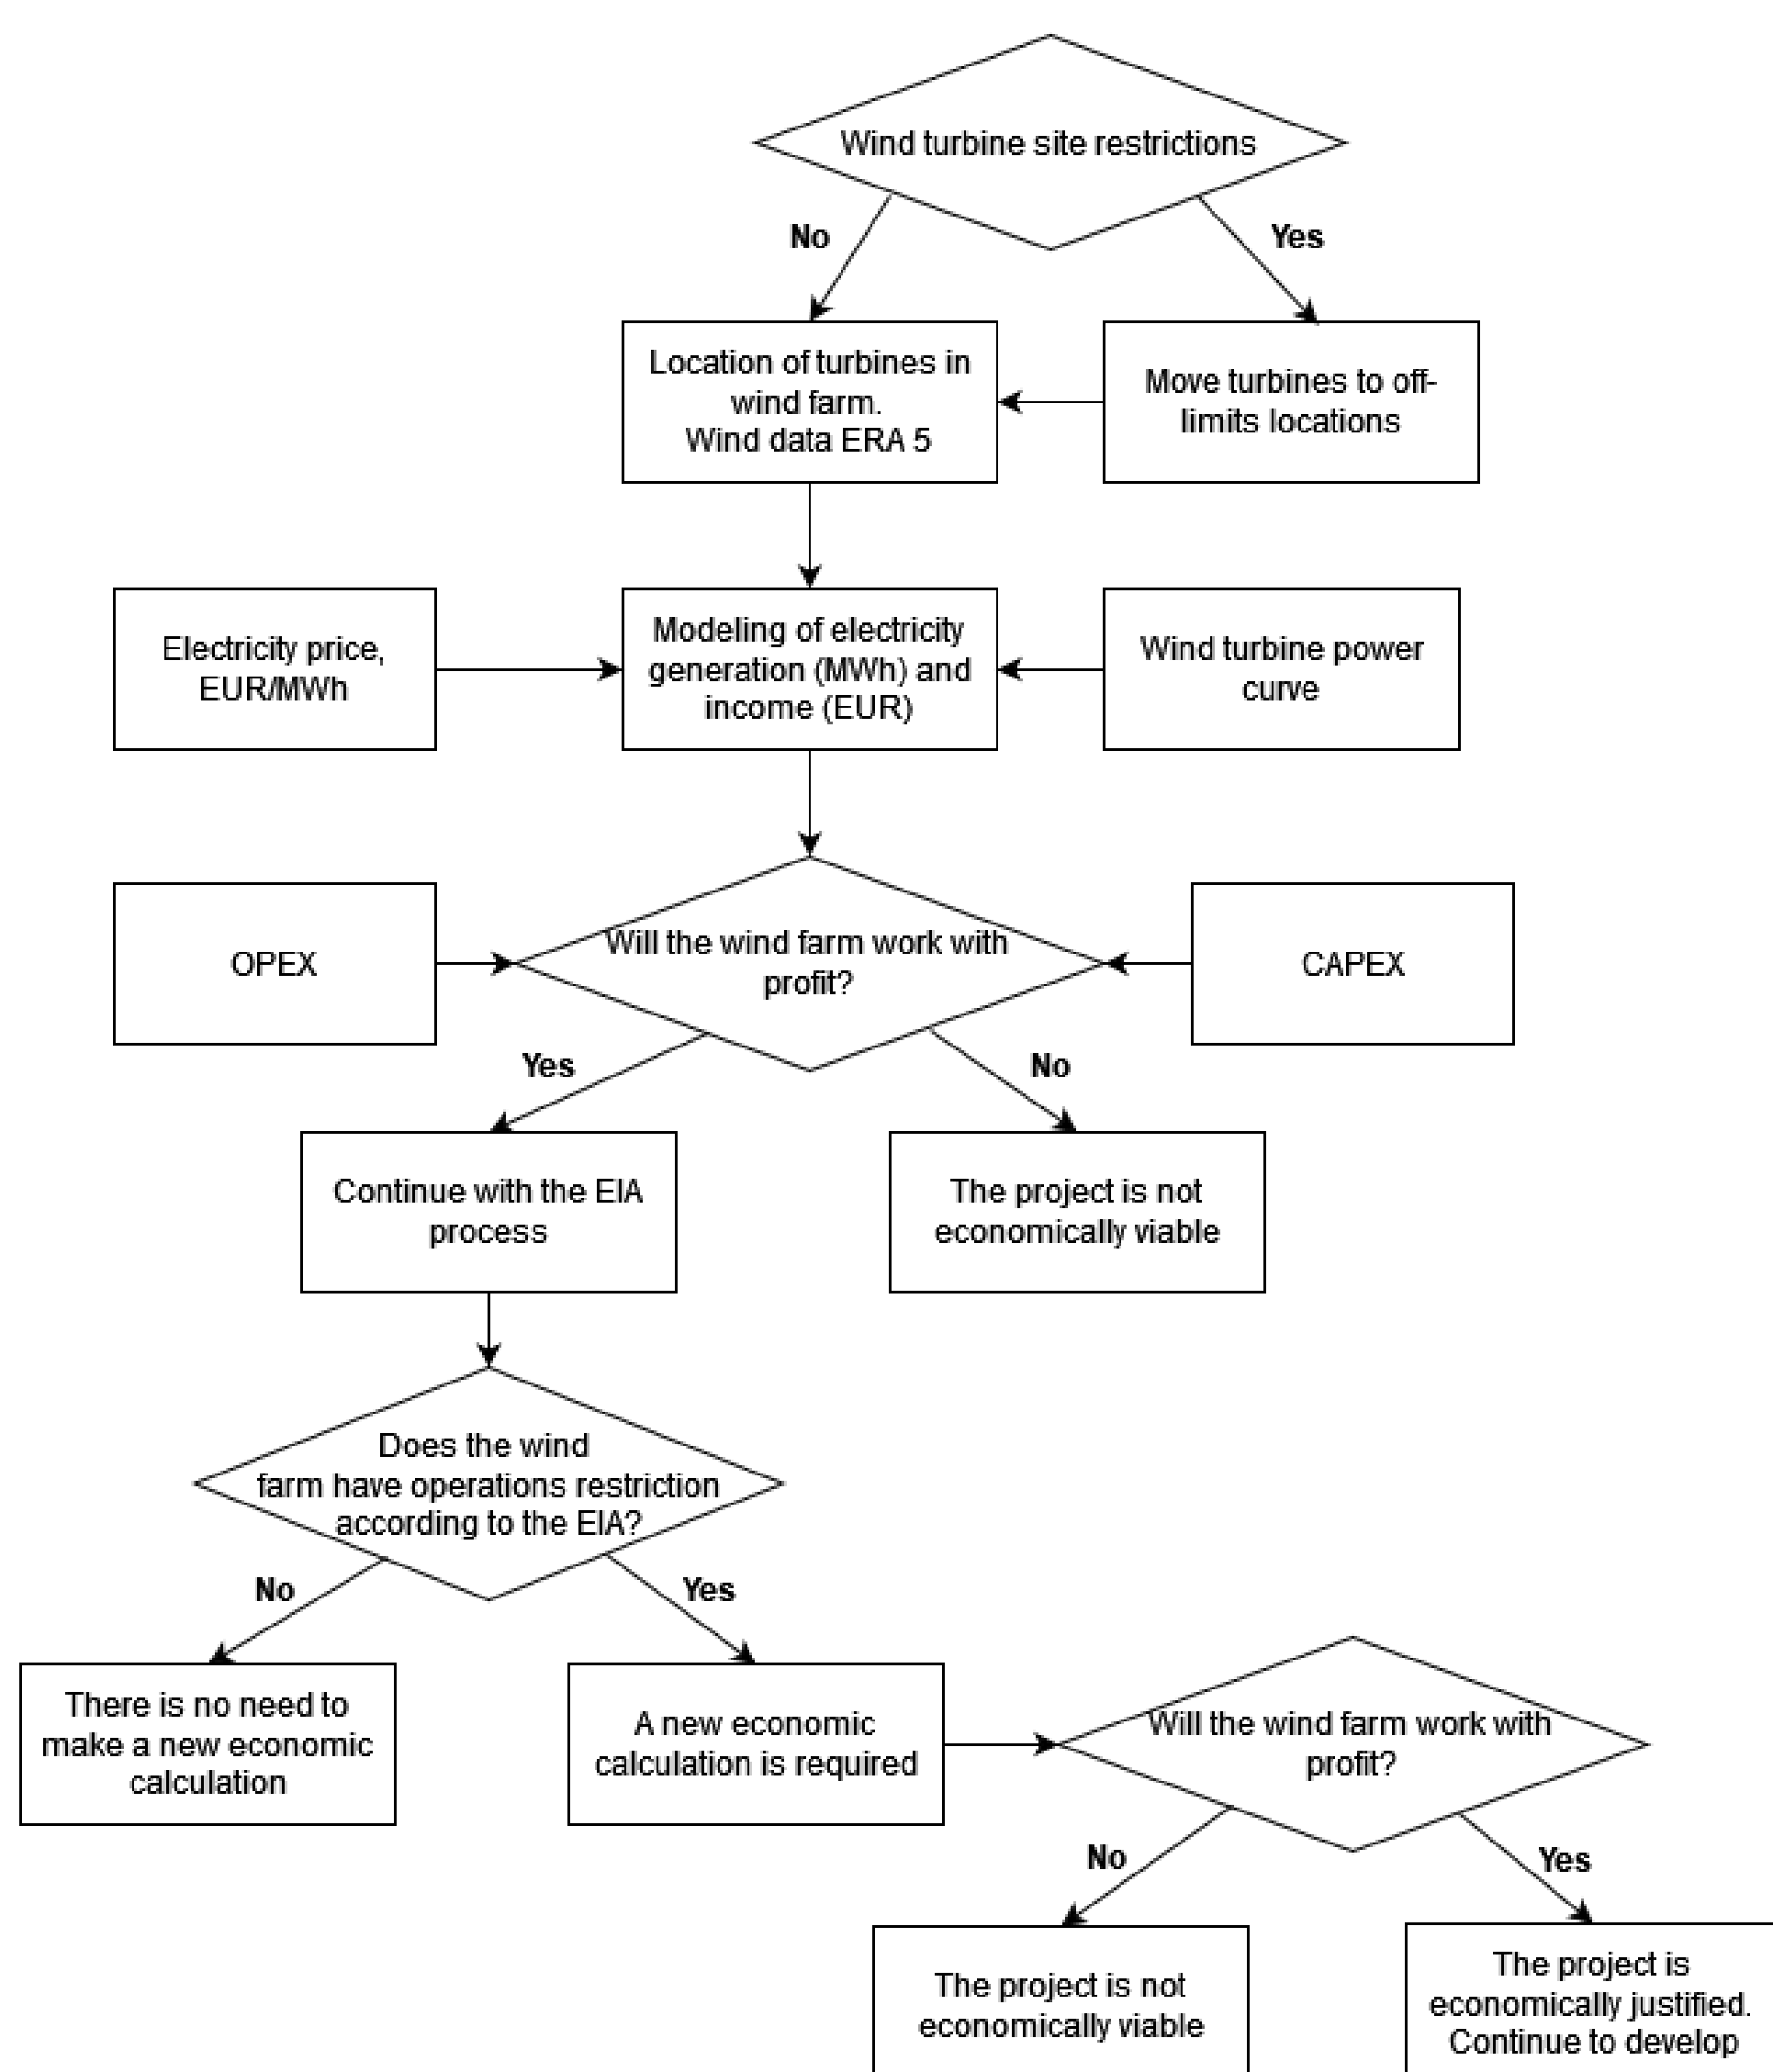 Wind turbine site restrictions
No
Yes
Location of turbines in
wind farm.
Wind data ERA 5
Move turbines to off-
limits locations
Electricity price,
EUR/MWh
Modeling of electricity
generation (MWh) and
income (EUR)
Wind turbine power
curve
OPEX
Will the wind farm work with
profit?
CAPEX
Yes
No
Continue with the EIA
process
The project is not
economically viable
Does the wind
farm have operations restriction
according to the EIA?
No
Yes
There is no need to
make a new economic
calculation
A new economic
calculation is required
Will the wind farm work with
profit?
No
Yes
The project is not
economically viable
The project is
economically justified.
Continue to develop